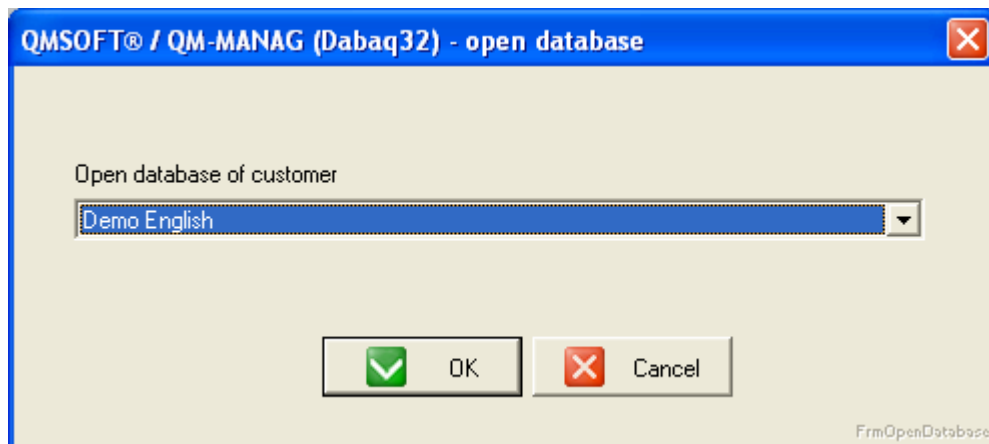 QMSOFT® / QM-MANAG (Dabaq32) - open database
Open database of customer
Demo English
OK
Cancel
FrmOpenDatabase